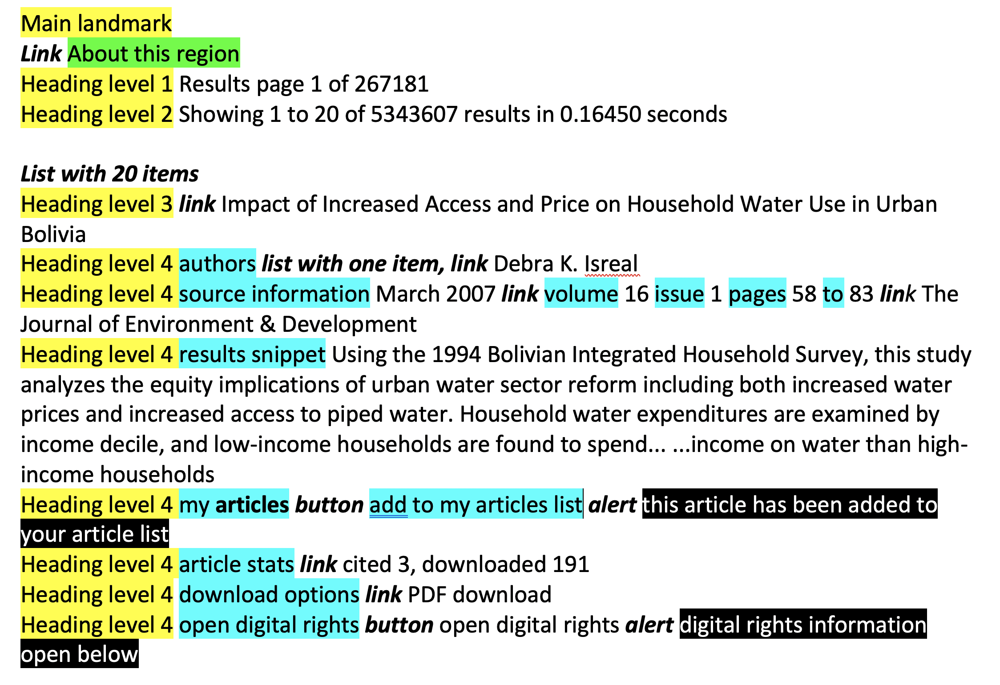 Main landmark
Link About this region
Heading level 1 Results page 1 of 267181
Heading level 2 Showing 1 to 20 of 5343607 results in 0.16450 seconds
List with 20 items
Heading level 3 link Impact of Increased Access and Price on Household Water Use in Urban
Bolivia
Heading level 4 authors list with one item, link Debra K. Isreal
Heading level 4 source information March 2007 link volume 16 issue 1 pages 58 to 83 link The
Journal of Environment & Development
Heading level 4 results snippet Using the 1994 Bolivian Integrated Household Survey, this study
analyzes the equity implications of urban water sector reform including both increased water
prices and increased access to piped water. Household water expenditures are examined by
income decile, and low-income households are found to spend... ...income on water than high-
income households
Heading level 4 my articles button add to my articles list alert this article has been added to
your article list
Heading level 4 article stats link cited 3, downloaded 191
Heading level 4 download options link PDF download
Heading level 4 open digital rights button open digital rights alert digital rights information
open below